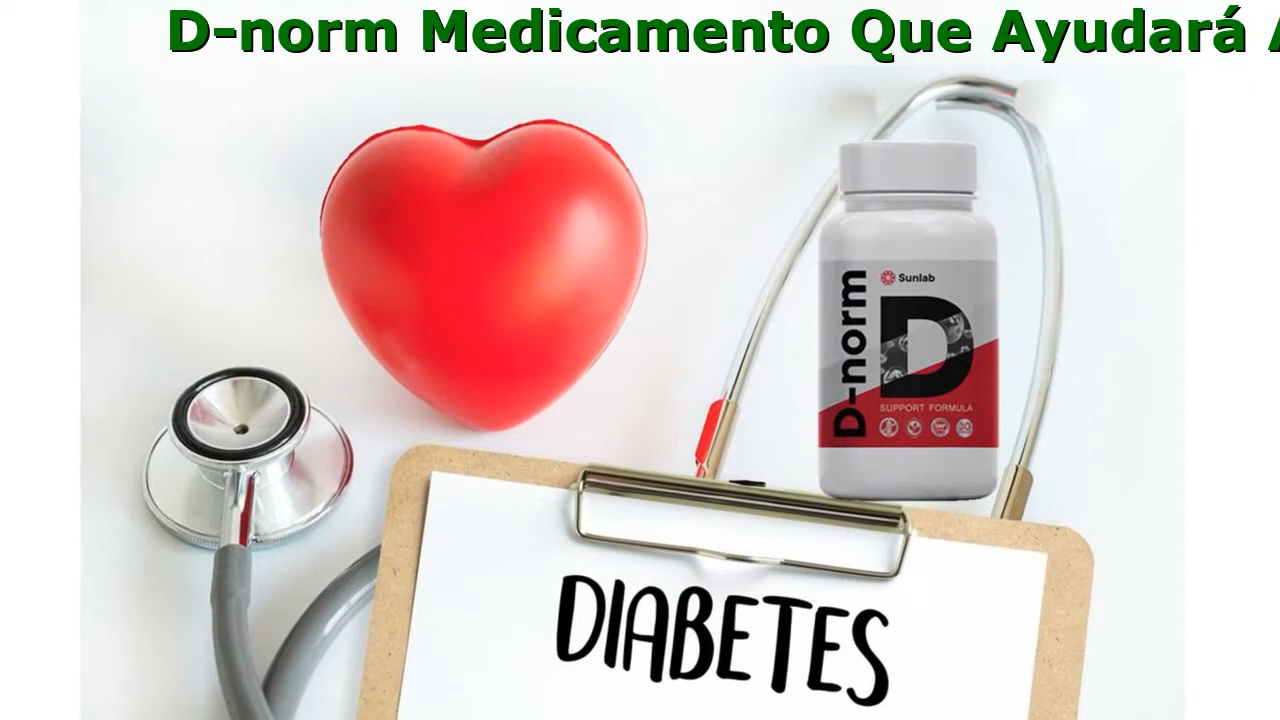 D-norm Medicamento Que Ayudará
Sunlab
D-norm
D
SUPPORT FORMULA
DIABETES